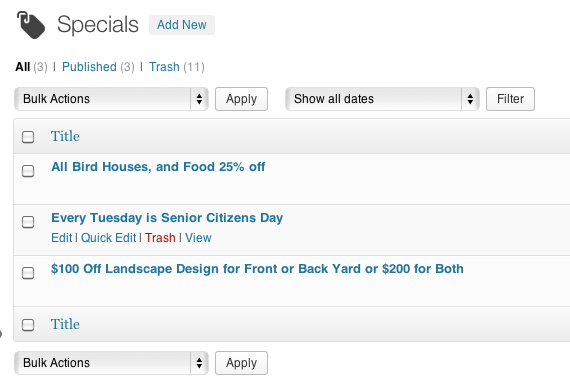 Specials Add New
All (3) | Published (3) | Trash (11)
Bulk Actions Apply Show all dates Filter
Title
All Bird Houses, and Food 25% off
Every Tuesday is Senior Citizens Day
Edit | Quick Edit | Trash | View
$100 Off Landscape Design for Front or Back Yard or $200 for Both
Title
Bulk Actions Apply